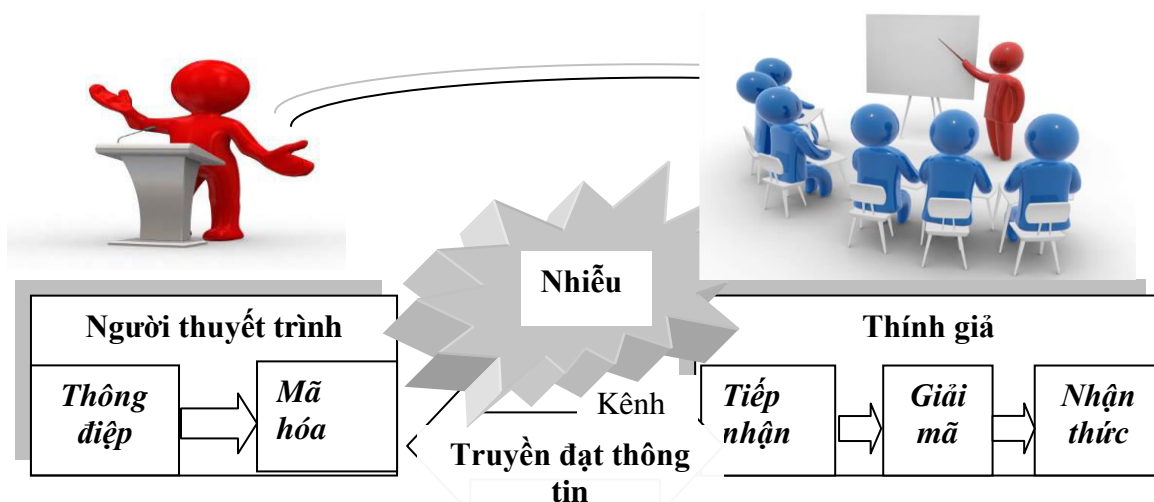 Nhiễu
Người thuyết trình
Thông
điệp
Mã
hóa
Kênh
Truyền đạt thông
tin
Thính giả
Tiếp
nhận
Giải
mã
Nhận
thức